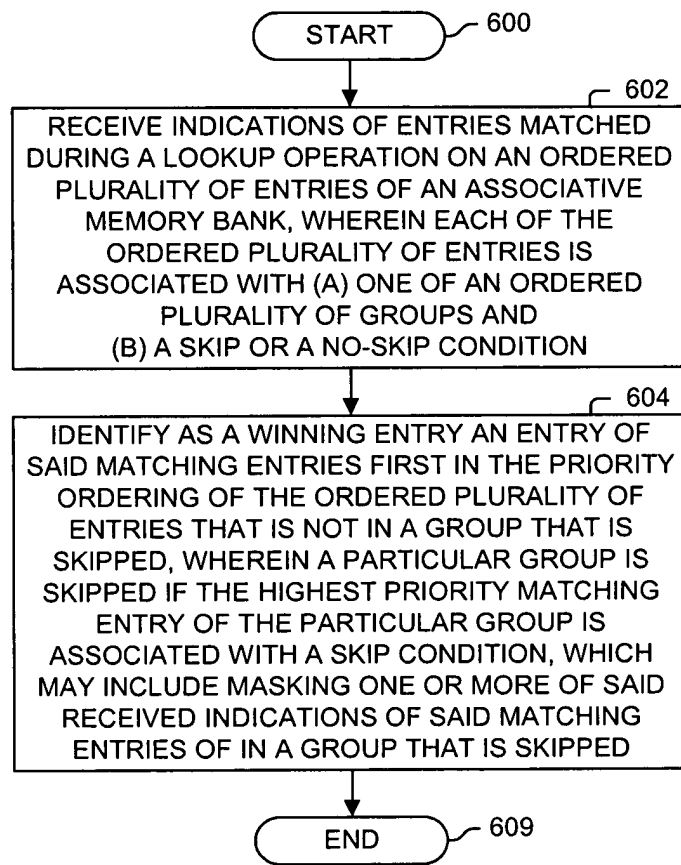 START
600
602
RECEIVE INDICATIONS OF ENTRIES MATCHED
DURING A LOOKUP OPERATION ON AN ORDERED
PLURALITY OF ENTRIES OF AN ASSOCIATIVE
MEMORY BANK, WHEREIN EACH OF THE
ORDERED PLURALITY OF ENTRIES IS
ASSOCIATED WITH (A) ONE OF AN ORDERED
PLURALITY OF GROUPS AND
(B) A SKIP OR A NO-SKIP CONDITION
604
IDENTIFY AS A WINNING ENTRY AN ENTRY OF
SAID MATCHING ENTRIES FIRST IN THE PRIORITY
ORDERING OF THE ORDERED PLURALITY OF
ENTRIES THAT IS NOT IN A GROUP THAT IS
SKIPPED, WHEREIN A PARTICULAR GROUP IS
SKIPPED IF THE HIGHEST PRIORITY MATCHING
ENTRY OF THE PARTICULAR GROUP IS
ASSOCIATED WITH A SKIP CONDITION, WHICH
MAY INCLUDE MASKING ONE OR MORE OF SAID
RECEIVED INDICATIONS OF SAID MATCHING
ENTRIES OF IN A GROUP THAT IS SKIPPED
END
609